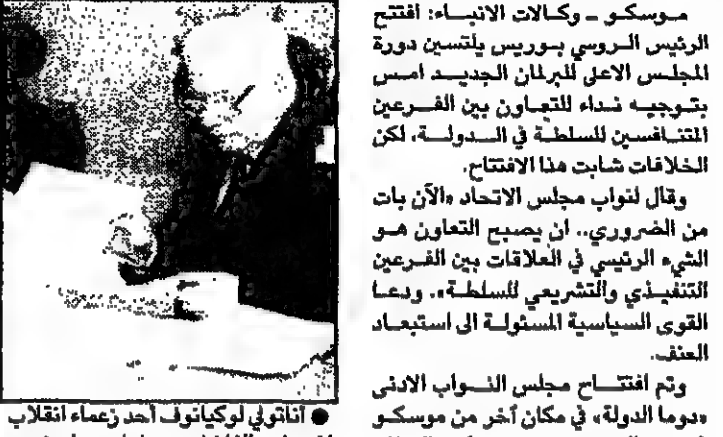 موسكو - وكالات الانباء: افتتح
الرئيس الروسي بوريس يلتسين دورة
المجلس الاعلى للبرلمان الجديد امس
بتوجيه نداء للتعاون بين الفرعين
المتنافسين للسلطة في الدولة، لكن
الخلافات شابت هذا الافتتاح.
وقال لنواب مجلس الاتحاد «الآن بات
من الضروري.. ان يصبح التعاون هو
الشيء الرئيسي في العلاقات بين الفرعين
التنفيذي والتشريعي للسلطة». ودعا
القوى السياسية المسئولة الى استبعاد
العنف.
وتم افتتاح مجلس النواب الادنى
«دوما الدولة» في مكان آخر من موسكو
● أناتولي لوكيانوف أحد زعماء انقلاب